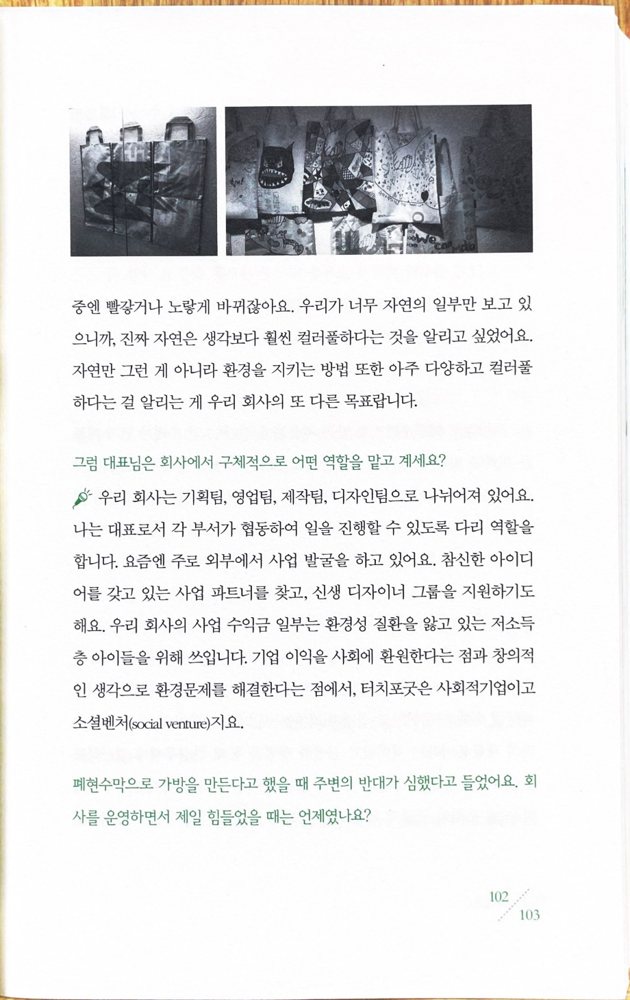 we
can do
중엔 빨갛거나 노랗게 바뀌잖아요. 우리가 너무 자연의 일부만 보고 있
으니까, 진짜 자연은 생각보다 훨씬 컬러풀하다는 것을 알리고 싶었어요.
자연만 그런 게 아니라 환경을 지키는 방법 또한 아주 다양하고 컬러풀
하다는 걸 알리는 게 우리 회사의 또 다른 목표랍니다.
그럼 대표님은 회사에서 구체적으로 어떤 역할을 맡고 계세요?
우리 회사는 기획팀, 영업팀, 제작팀, 디자인팀으로 나뉘어져 있어요.
나는 대표로서 각 부서가 협동하여 일을 진행할 수 있도록 다리 역할을
합니다. 요즘엔 주로 외부에서 사업 발굴을 하고 있어요. 참신한 아이디
어를 갖고 있는 사업 파트너를 찾고, 신생 디자이너 그룹을 지원하기도
해요. 우리 회사의 사업 수익금 일부는 환경성 질환을 앓고 있는 저소득
층 아이들을 위해 쓰입니다. 기업 이익을 사회에 환원한다는 점과 창의적
인 생각으로 환경문제를 해결한다는 점에서, 터치포굿은 사회적기업이고
소셜벤처(social venture)지요.
폐현수막으로 가방을 만든다고 했을 때 주변의 반대가 심했다고 들었어요. 회
사를 운영하면서 제일 힘들었을 때는 언제였나요?
102
103